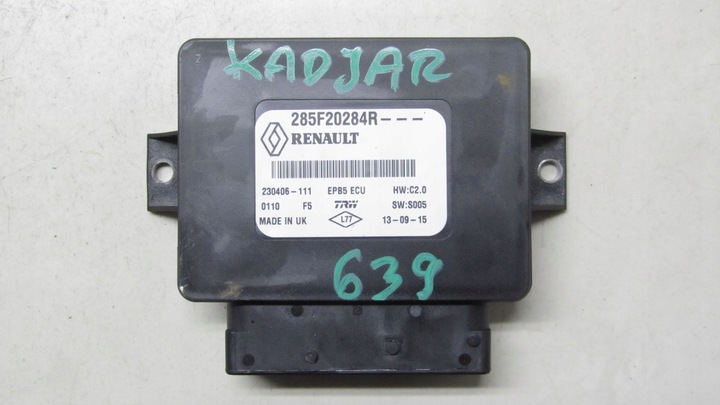 KADJAR
285F20284R---
RENAULT
230406-111 EPB5 ECU HW:C2.0
0110 F5 TRW SW:S005
MADE IN UK L77 13-09-15
639